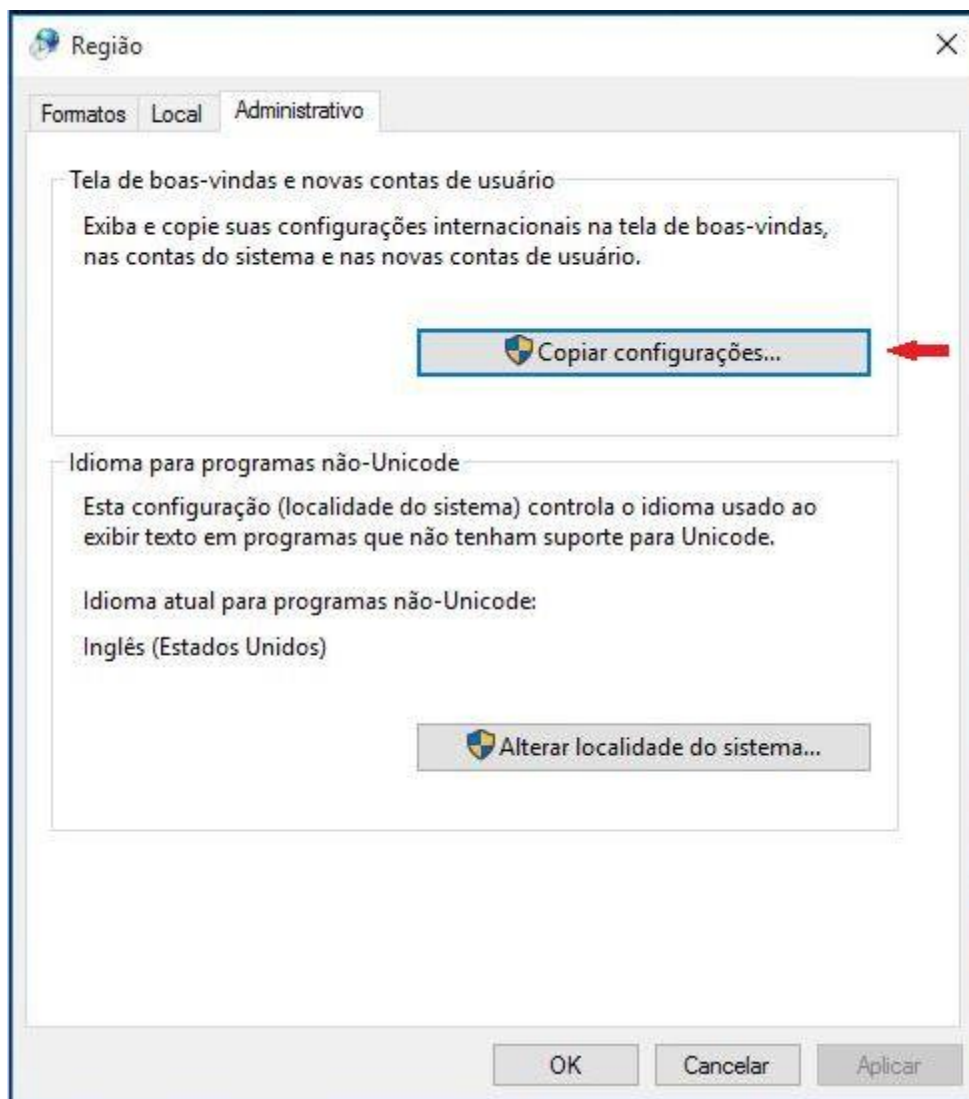 Região
Formatos Local Administrativo
Tela de boas-vindas e novas contas de usuário
Exiba e copie suas configurações internacionais na tela de boas-vindas,
nas contas do sistema e nas novas contas de usuário.
Copiar configurações...
Idioma para programas não-Unicode
Esta configuração (localidade do sistema) controla o idioma usado ao
exibir texto em programas que não tenham suporte para Unicode.
Idioma atual para programas não-Unicode:
Inglês (Estados Unidos)
Alterar localidade do sistema...
OK Cancelar Aplicar